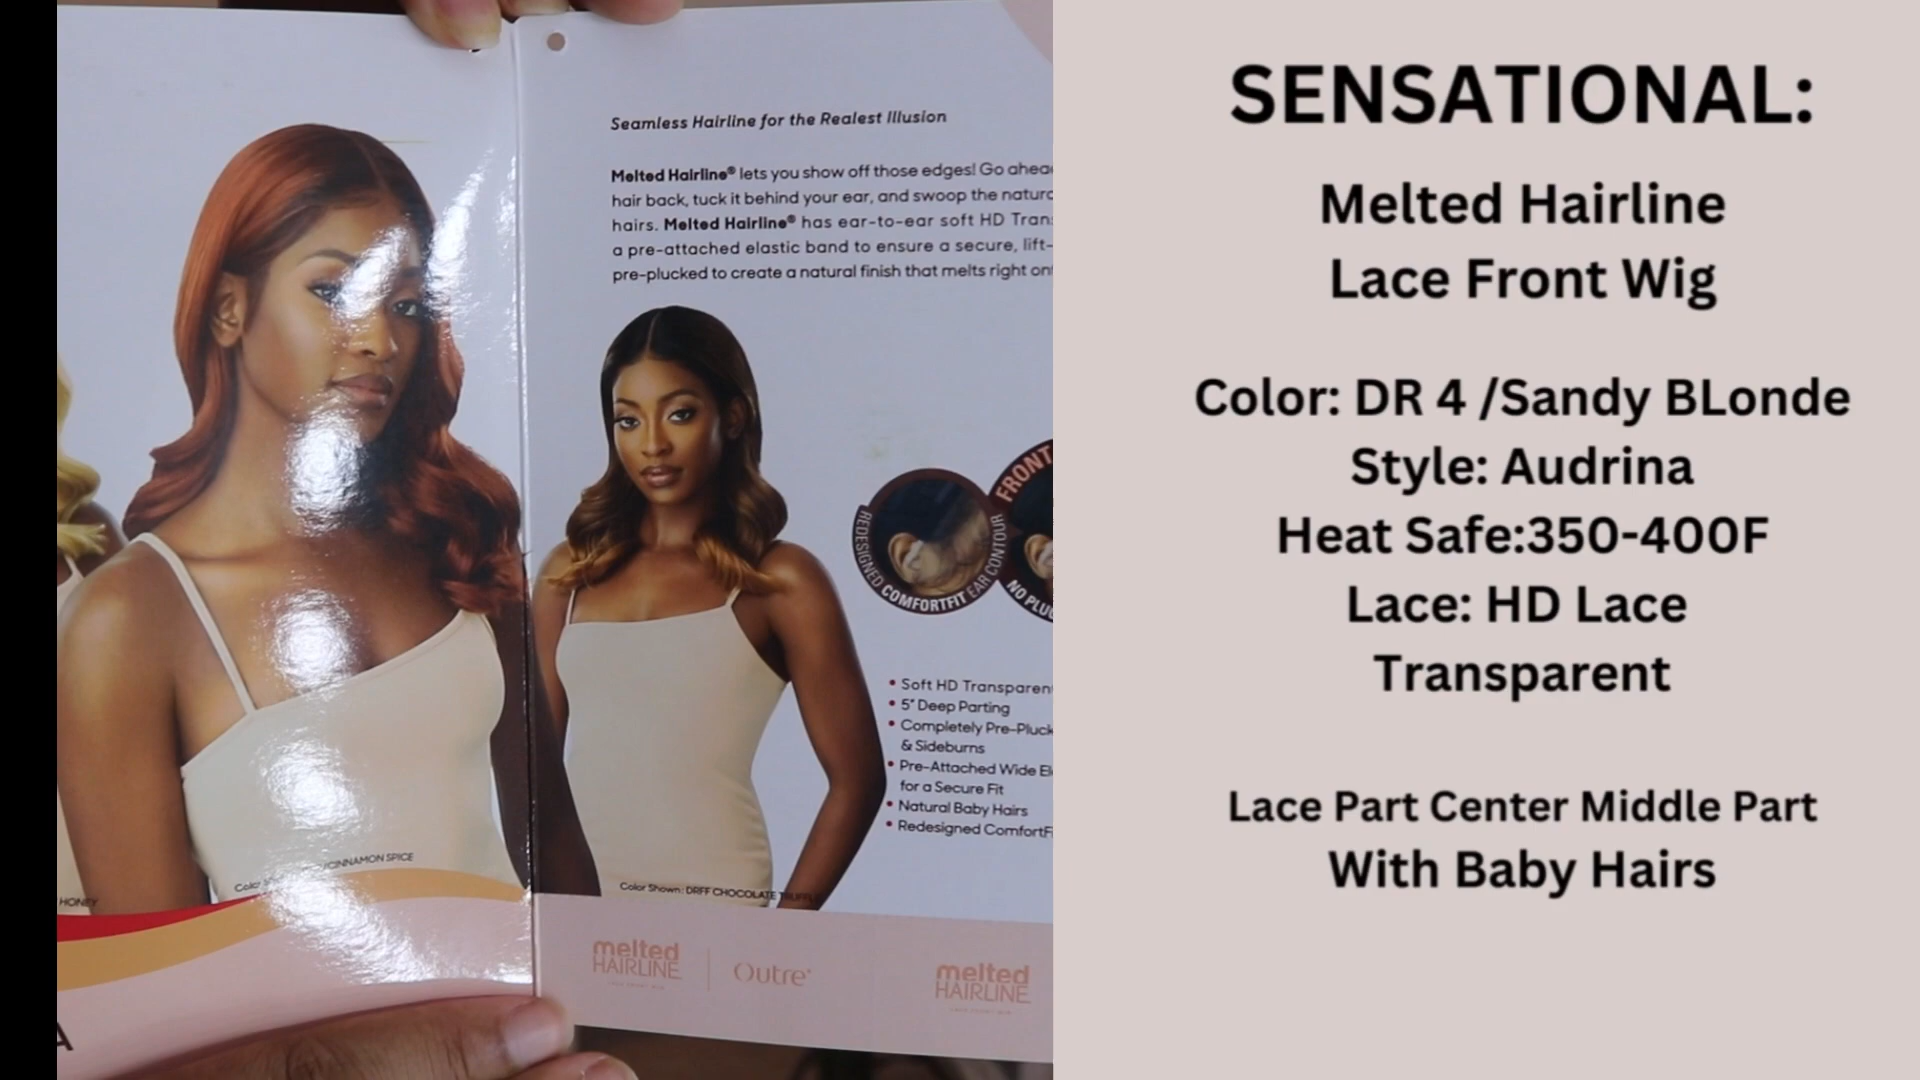 Seamless Hairline for the Realest Illusion
Melted Hairline® lets you show off those edges! Go ahea
hair back, tuck it behind your ear, and swoop the natur
hairs. Melted Hairline® has ear-to-ear soft HD Tran
a pre-attached elastic band to ensure a secure, lift-
pre-plucked to create a natural finish that melts right on
REDESIGNED COMFORTFIT EAR CONTOUR
FRONT
NO PLU
• Soft HD Transparen
• 5" Deep Parting
• Completely Pre-Pluck
& Sideburns
• Pre-Attached Wide El
for a Secure Fit
• Natural Baby Hairs
• Redesigned ComfortF
/CINNAMON SPICE
HONEY
Color Shown: DRFF CHOCOLATE
melted
HAIRLINE
Outre
melted
HAIRLINE
A
SENSATIONAL:
Melted Hairline
Lace Front Wig
Color: DR 4 /Sandy BLonde
Style: Audrina
Heat Safe:350-400F
Lace: HD Lace
Transparent
Lace Part Center Middle Part
With Baby Hairs